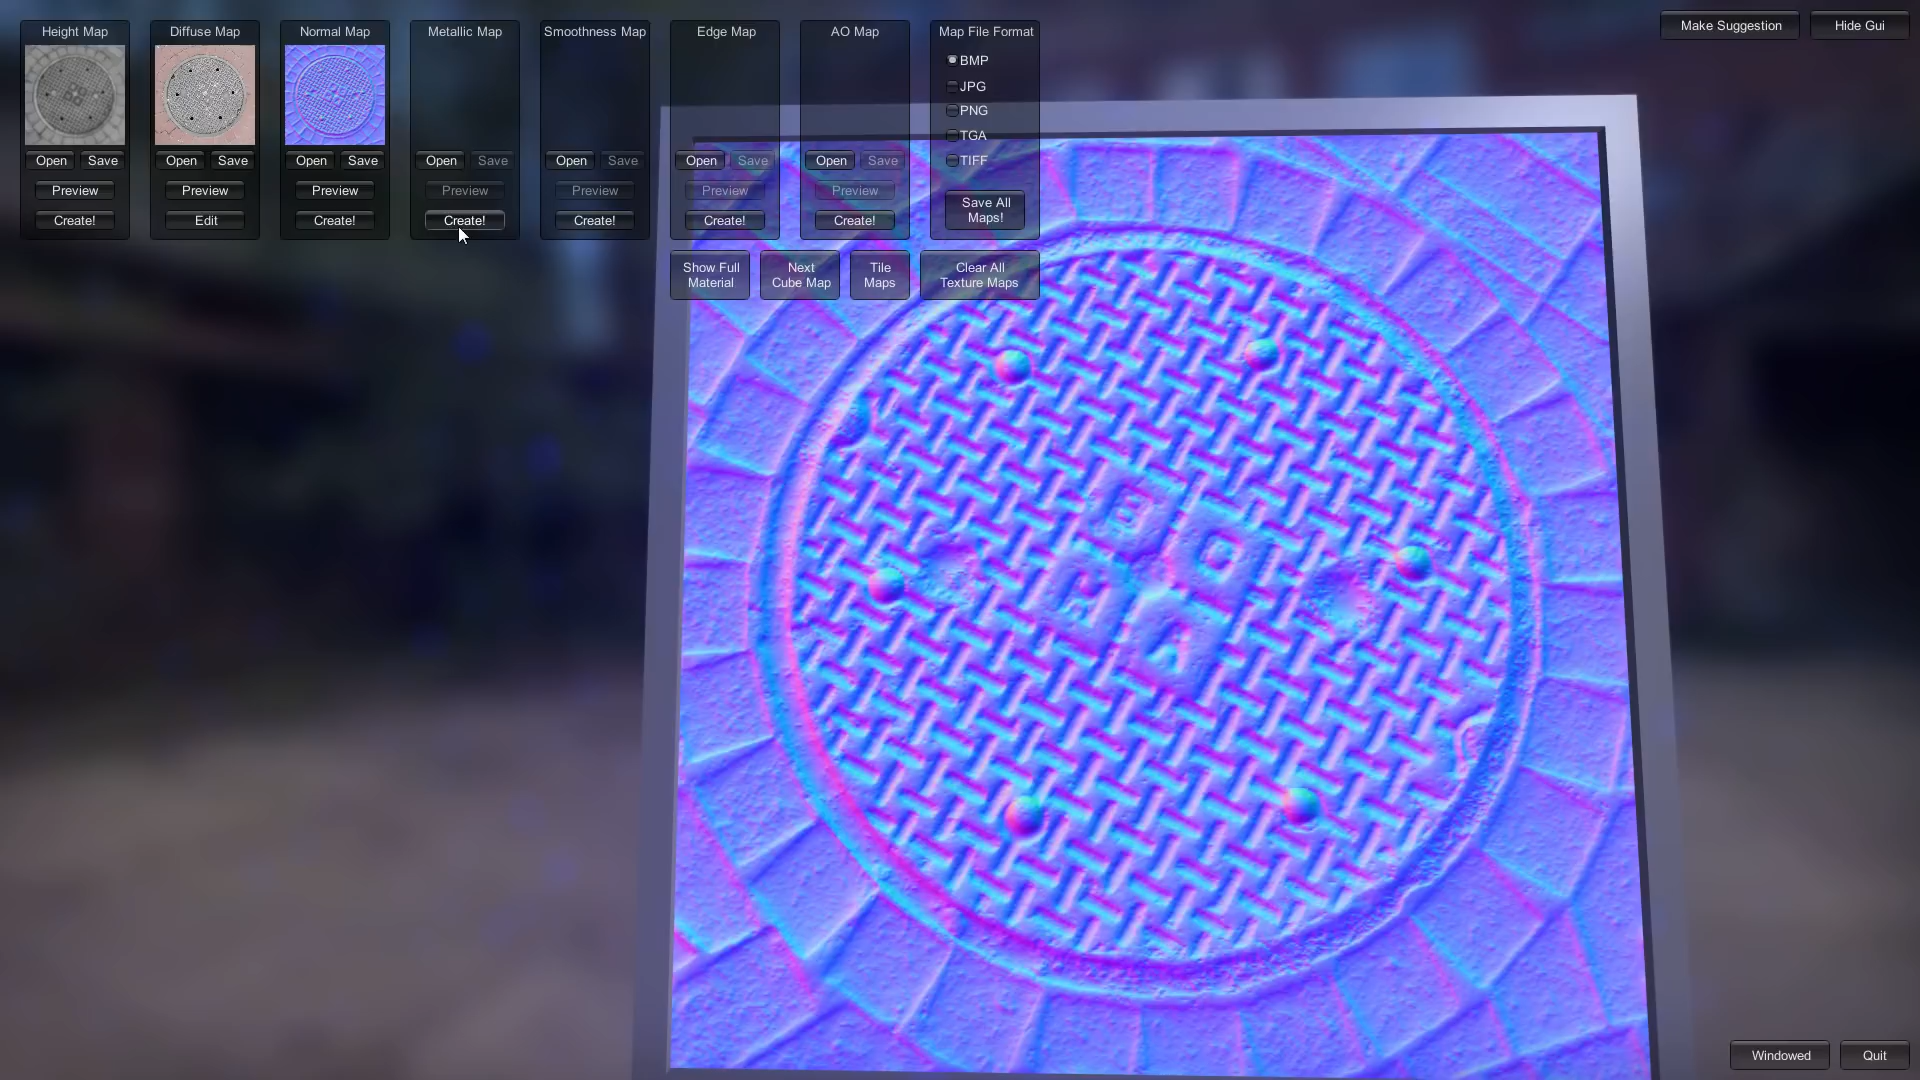 Height Map
Diffuse Map
Normal Map
Metallic Map
Smoothness Map
Edge Map
AO Map
Map File Format
Make Suggestion
Hide Gui
BMP
JPG
PNG
TGA
TIFF
Open Save
Open Save
Open Save
Open Save
Open Save
Open Save
Open Save
Preview
Preview
Preview
Preview
Preview
Preview
Preview
Save All
Maps!
Create!
Edit
Create!
Create!
Create!
Create!
Create!
Show Full
Material
Next
Cube Map
Tile
Maps
Clear All
Texture Maps
B
O
A
Windowed
Quit